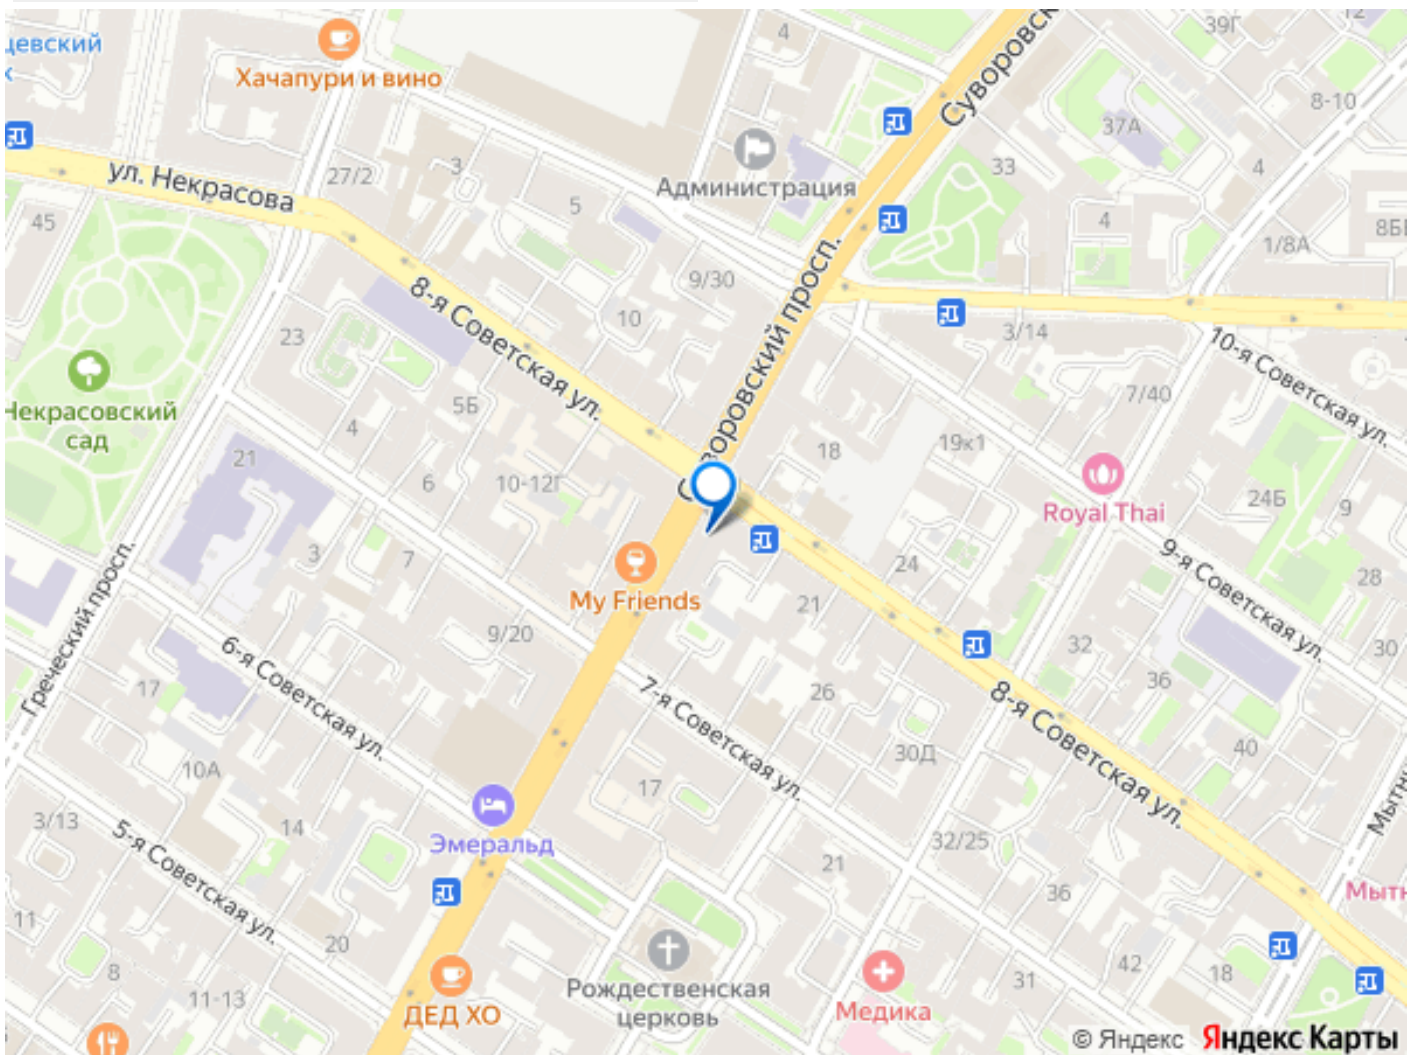 цевский
к
Хачапури и вино
4
Суворовск
39Г
12
8-10
37А
ул. Некрасова
27/2
3
Администрация
33
4
45
5
4
8Б
1/8А
9/30
Суворовский просп.
10
8-я Советская ул.
3/14
23
10-я Советская ул.
7/40
Некрасовский
сад
5Б
4
18
19к1
21
6
10-12Г
Royal Thai
24Б
9
9-я Советская ул.
3
7
24
28
My Friends
21
9/20
32
30
Греческий просп.
6-я Советская ул.
17
7-я Советская ул.
26
36
8-я Советская ул.
30Д
40
10А
17
Мытн
3/13
14
Эмеральд
32/25
21
5-я Советская ул.
36
Мытн
11
20
42
18
8
31
11-13
Рождественская
церковь
ДЕД ХО
Медика
© Яндекс Яндекс Карты